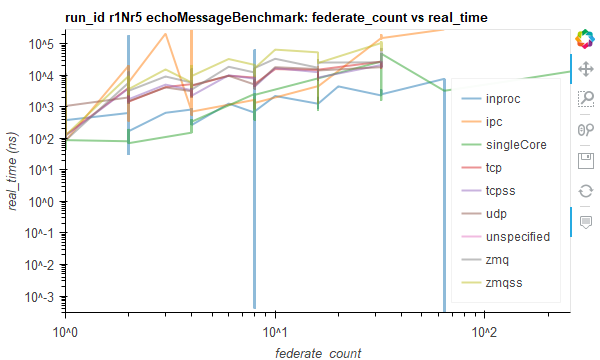 run_id r1Nr5 echoMessageBenchmark: federate_count vs real_time
real_time (ns)
10^5
10^4
10^3
10^2
10^1
10^0
10^-1
10^-2
10^-3
inproc
ipc
singleCore
tcp
tcpss
udp
unspecified
zmq
zmqss
10^0
10^1
10^2
federate_count